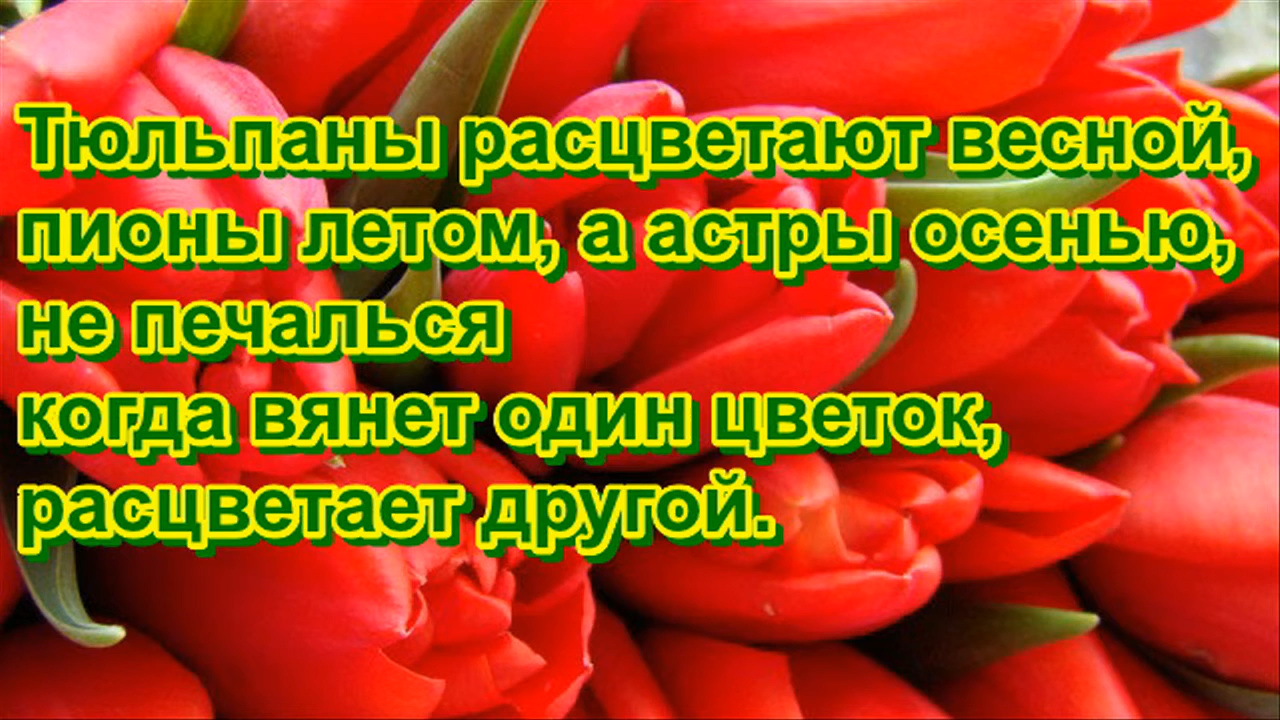 Тюльпаны расцветают весной,
пионы летом, а астры осенью,
не печалься
когда вянет один цветок,
расцветает другой.